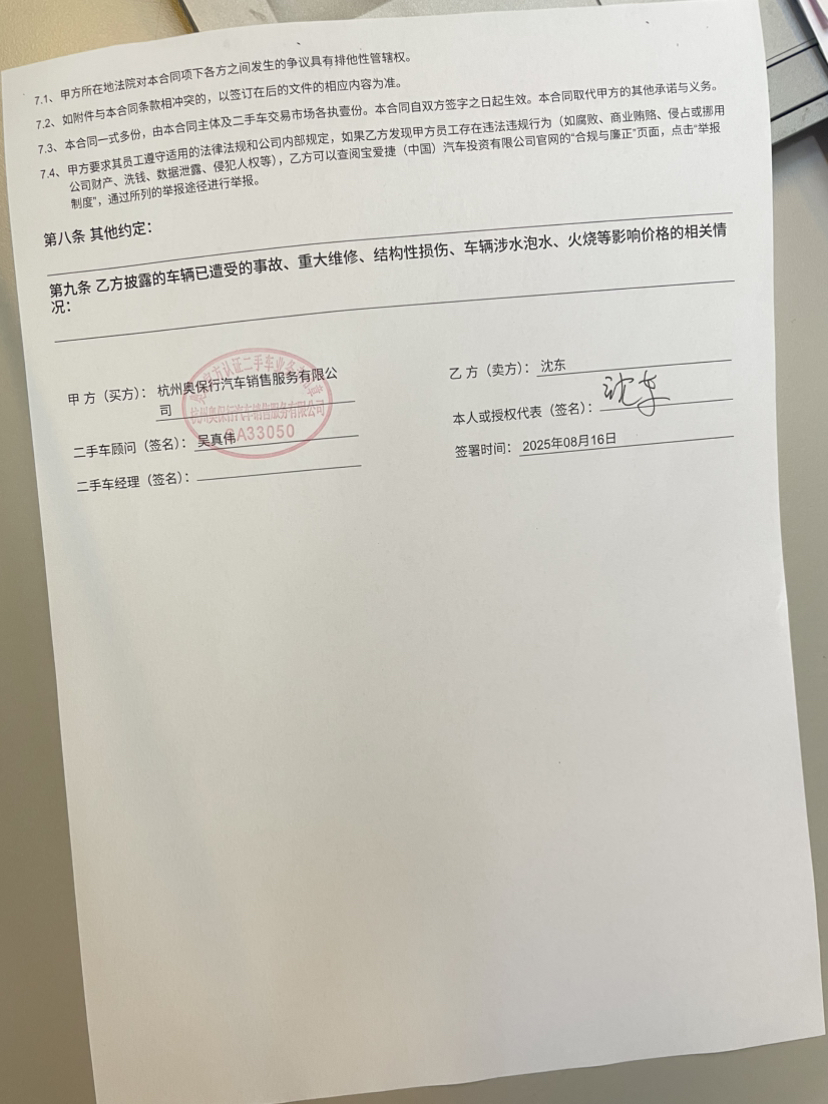 7.1、甲方所在地法院对本合同项下各方之间发生的争议具有排他性管辖权。
7.2、如附件与本合同条款相冲突的，以签订在后的文件的相应内容为准。
7.3、本合同一式多份，由本合同主体及二手车交易市场各执壹份。本合同自双方签字之日起生效。本合同取代甲方的其他承诺与义务。
7.4、甲方要求其员工遵守适用的法律法规和公司内部规定，如果乙方发现甲方员工存在违法违规行为（如腐败、商业贿赂、侵占或挪用
公司财产、洗钱、数据泄露、侵犯人权等），乙方可以查阅宝爱捷（中国）汽车投资有限公司官网的“合规与廉正”页面，点击“举报
制度”，通过所列的举报途径进行举报。
第八条 其他约定：
第九条 乙方披露的车辆已遭受的事故、重大维修、结构性损伤、车辆涉水泡水、火烧等影响价格的相关情
况：
甲 方（买方）： 杭州奥保行汽车销售服务有限公
司
二手车顾问（签名）： 吴真伟
二手车经理（签名）：
杭州奥保行汽车销售服务有限公司
CA33050
乙 方（卖方）： 沈东
本人或授权代表（签名）： 沈东
签署时间： 2025年08月16日